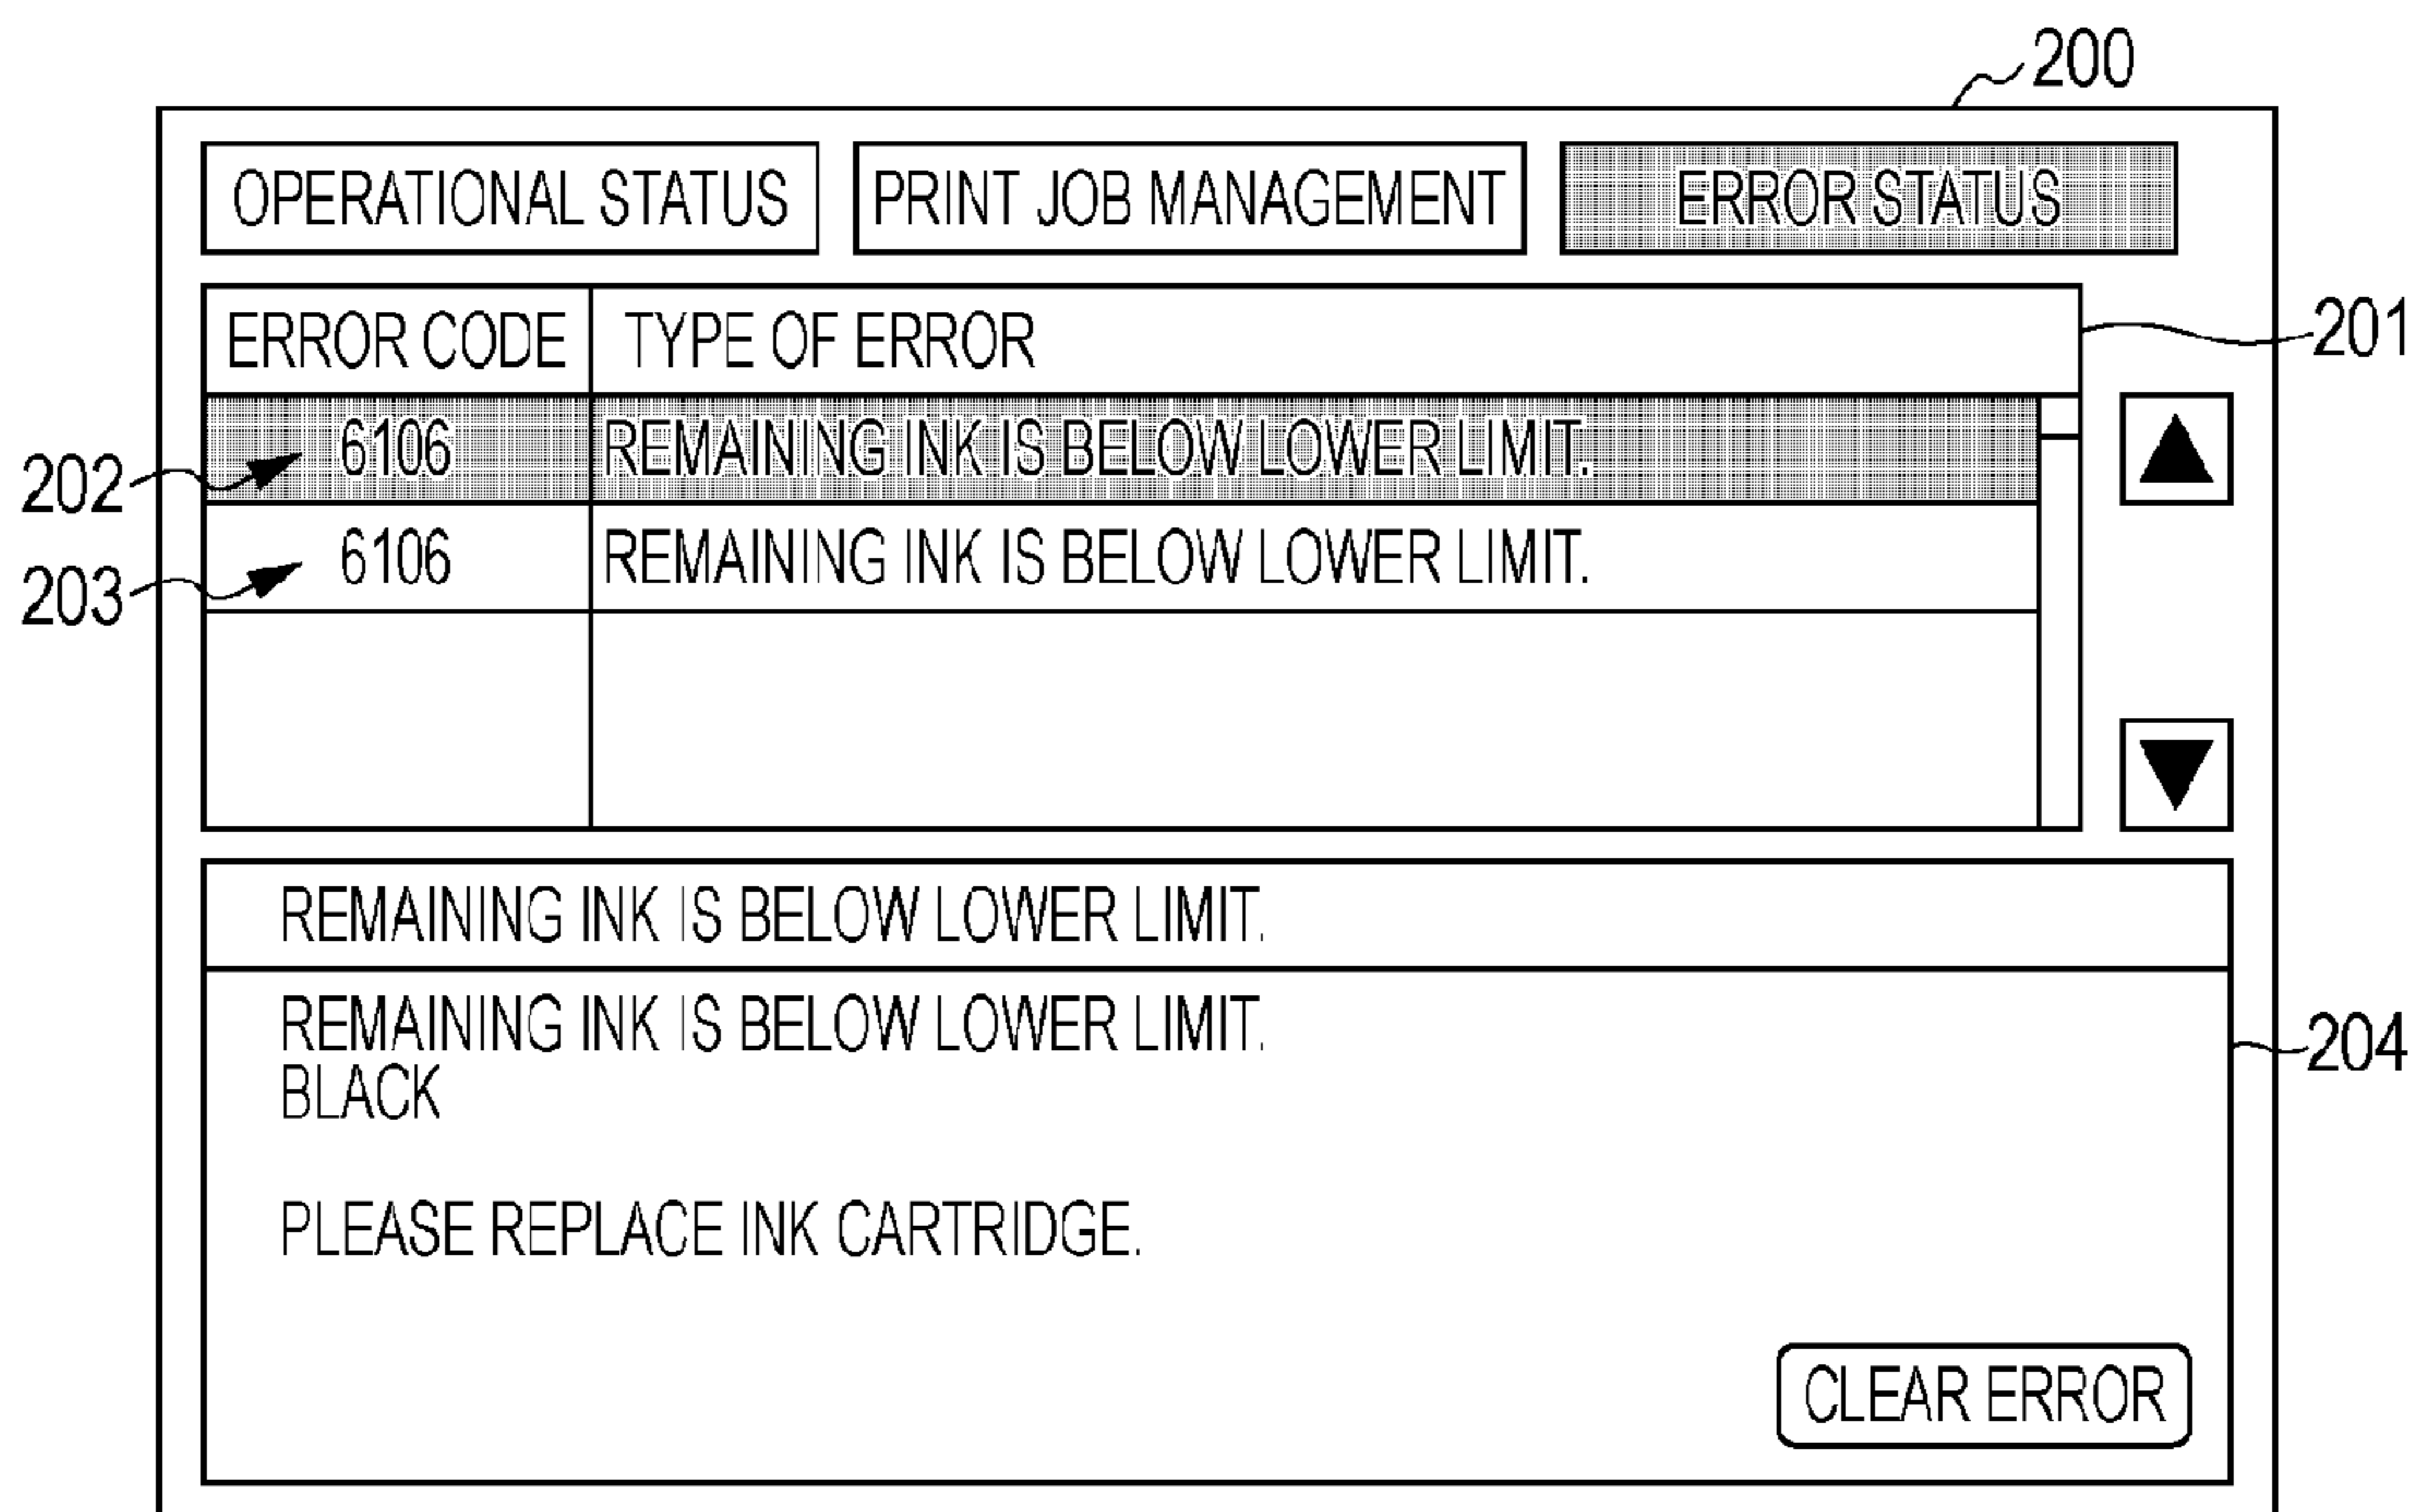 200
OPERATIONAL STATUS PRINT JOB MANAGEMENT ERROR STATUS
ERROR CODE TYPE OF ERROR
201
6106 REMAINING INK IS BELOW LOWER LIMIT.
202
6106 REMAINING INK IS BELOW LOWER LIMIT.
203
REMAINING INK IS BELOW LOWER LIMIT.
REMAINING INK IS BELOW LOWER LIMIT.
204
BLACK
PLEASE REPLACE INK CARTRIDGE.
CLEAR ERROR